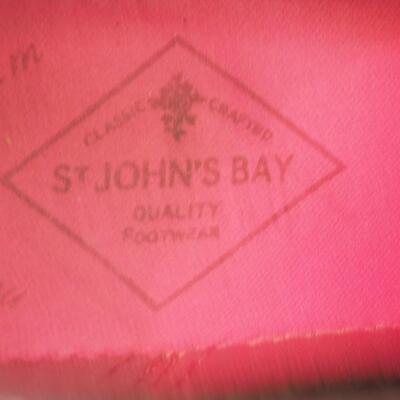 CLASSIC CRAFTED
ST JOHN'S BAY
QUALITY
FOOTWEAR